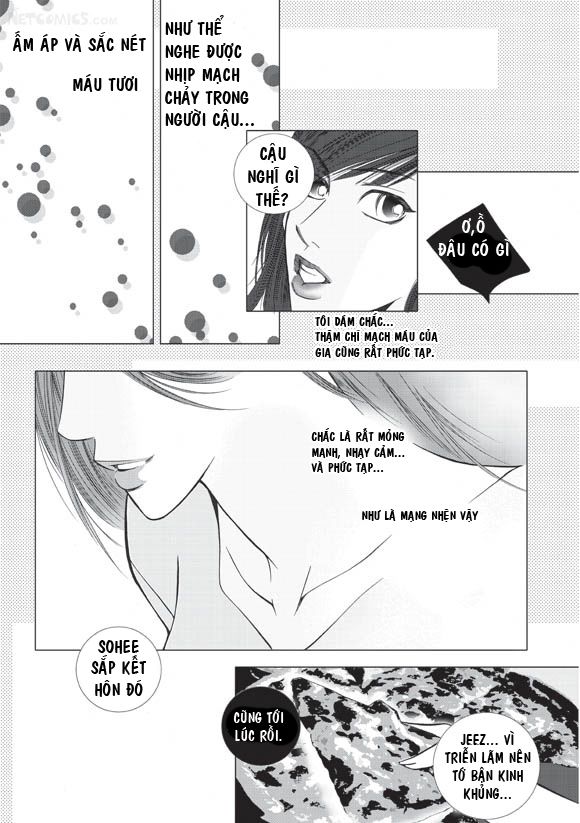 NETCOMICS.COM
ẤM ÁP VÀ SẮC NÉT
MÁU TƯƠI
NHƯ THỂ
NGHE ĐƯỢC
NHỊP MẠCH
CHẢY TRONG
NGƯỜI CẬU...
CẬU
NGHĨ GÌ
THẾ?
Ơ,Ồ
ĐÂU CÓ GÌ
TÔI DÁM CHẮC...
THẬM CHÍ MẠCH MÁU CỦA
GIA CŨNG RẤT PHỨC TẠP.
CHẮC LÀ RẤT MỎNG
MANH, NHẠY CẢM...
VÀ PHỨC TẠP...
NHƯ LÀ MẠNG NHỆN VẬY
SOHEE
SẮP KẾT
HÔN ĐÓ
CŨNG TỚI
LÚC RỒI.
JEEZ... VÌ
TRIỄN LÃM NÊN
TỚ BẬN KINH
KHỦNG...